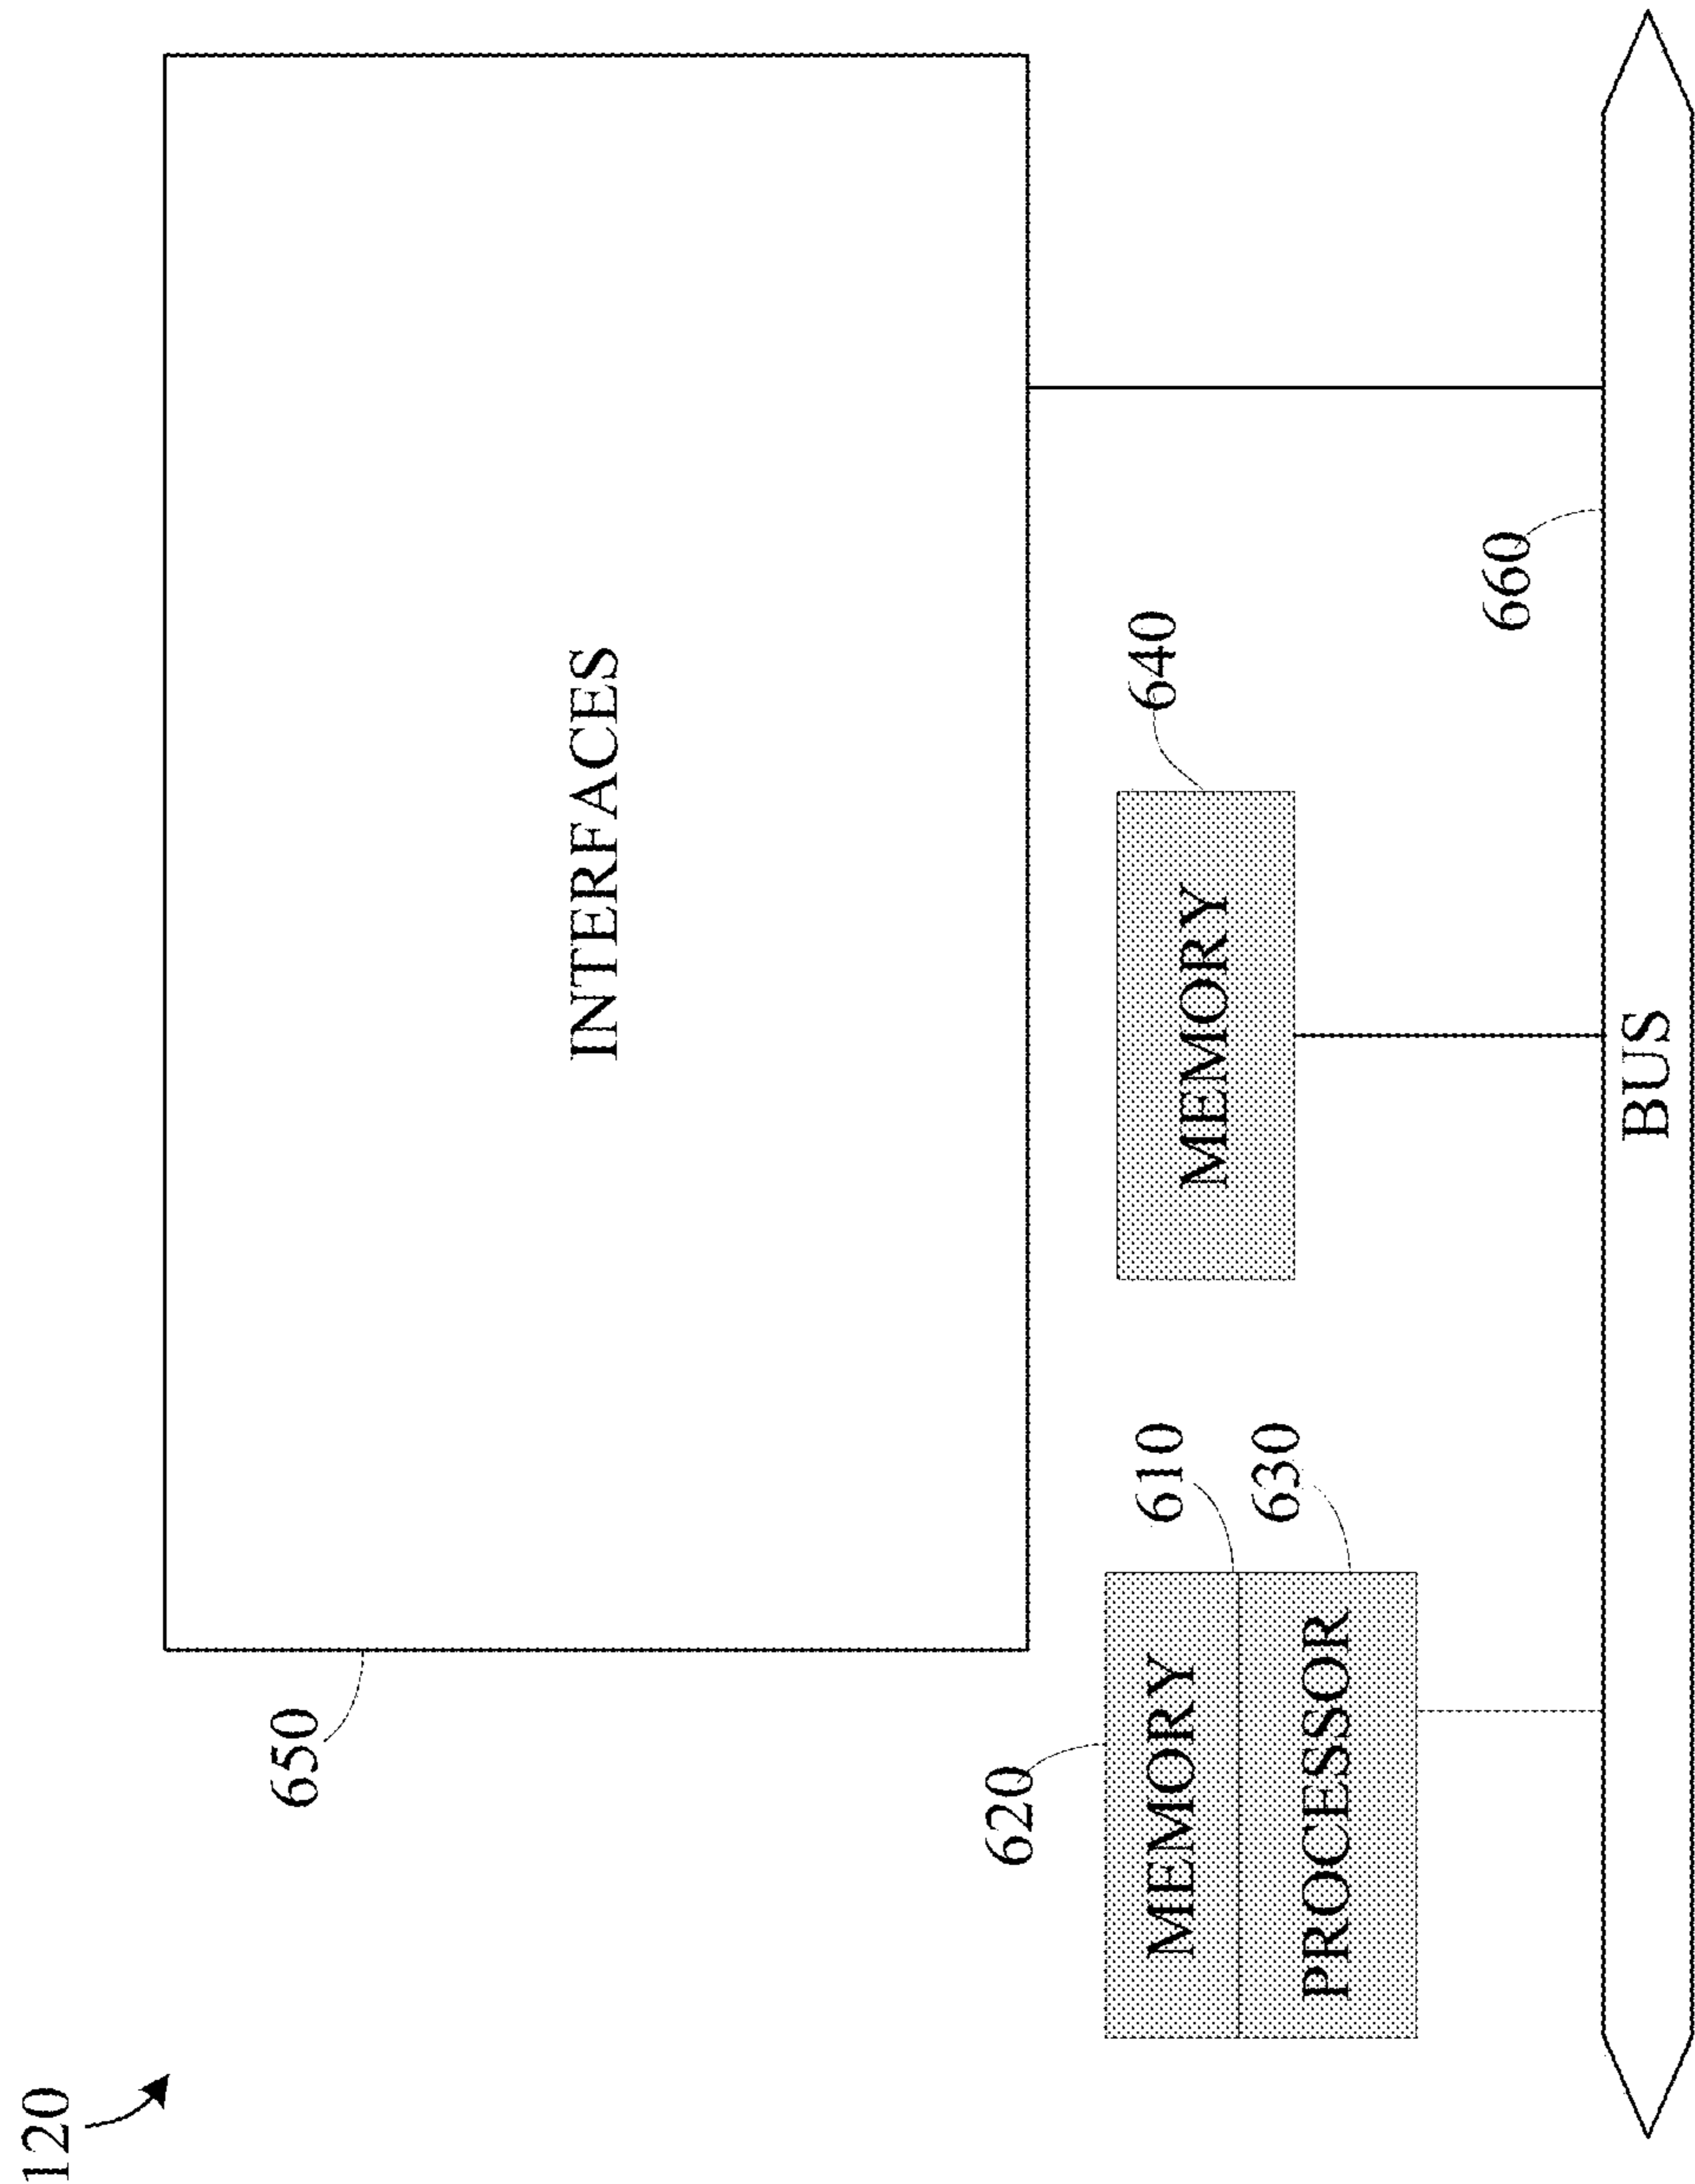 120
650
INTERFACES
620
MEMORY
610
PROCESSOR
630
MEMORY
640
660
BUS